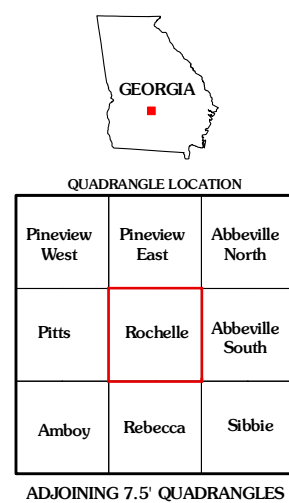 GEORGIA
QUADRANGLE LOCATION
Pineview
West
Pineview
East
Abbeville
North
Pitts
Rochelle
Abbeville
South
Amboy
Rebecca
Sibbie
ADJOINING 7.5' QUADRANGLES